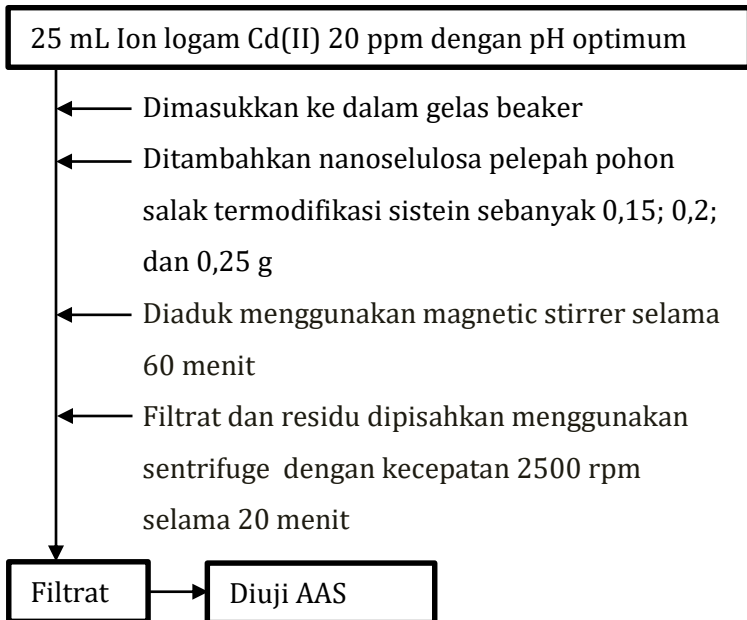 25 mL Ion logam Cd(II) 20 ppm dengan pH optimum
Dimasukkan ke dalam gelas beaker
Ditambahkan nanoselulosa pelepah pohon
salak termodifikasi sistein sebanyak 0,15; 0,2;
dan 0,25 g
Diaduk menggunakan magnetic stirrer selama
60 menit
Filtrat dan residu dipisahkan menggunakan
sentrifuge dengan kecepatan 2500 rpm
selama 20 menit
Filtrat
Diuji AAS